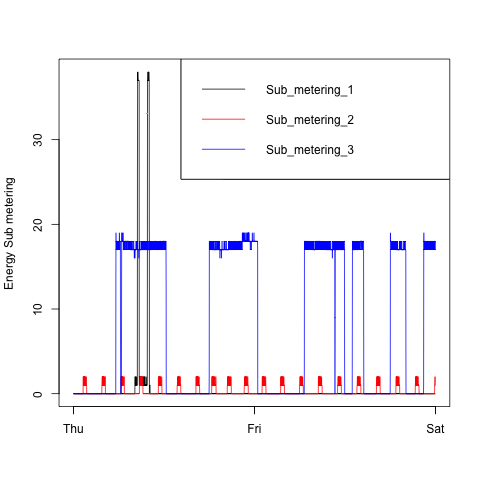 Sub_metering_1
Sub_metering_2
Sub_metering_3
Energy Sub metering
30
20
10
0
Thu Fri Sat